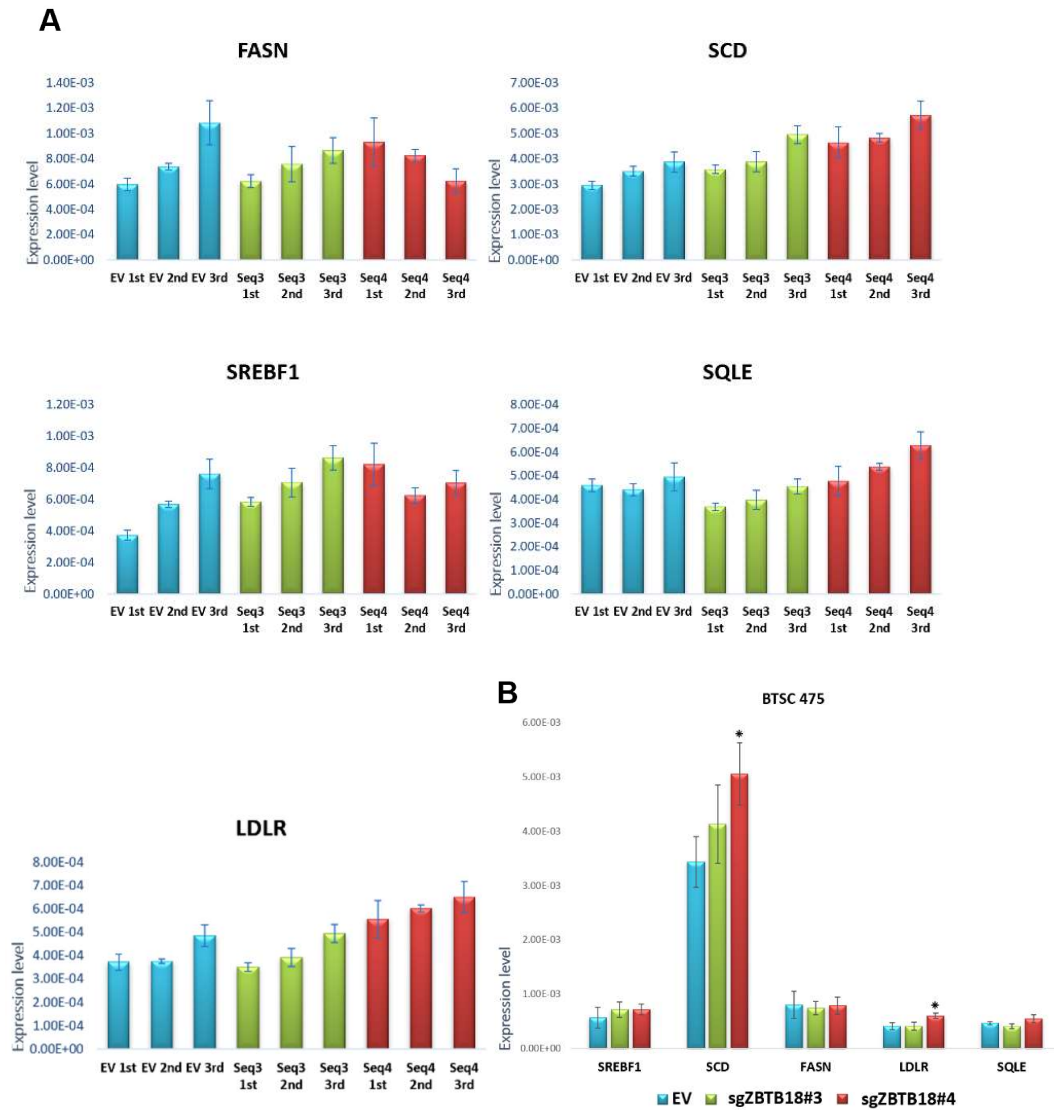 A
FASN
Expression level
1.40E-03
1.20E-03
1.00E-03
8.00E-04
6.00E-04
4.00E-04
2.00E-04
0.00E+00
EV 1st EV 2nd EV 3rd Seq3 1st Seq3 2nd Seq3 3rd Seq4 1st Seq4 2nd Seq4 3rd
SCD
Expression level
7.00E-03
6.00E-03
5.00E-03
4.00E-03
3.00E-03
2.00E-03
1.00E-03
0.00E+00
EV 1st EV 2nd EV 3rd Seq3 1st Seq3 2nd Seq3 3rd Seq4 1st Seq4 2nd Seq4 3rd
SREBF1
Expression level
1.20E-03
1.00E-03
8.00E-04
6.00E-04
4.00E-04
2.00E-04
0.00E+00
EV 1st EV 2nd EV 3rd Seq3 1st Seq3 2nd Seq3 3rd Seq4 1st Seq4 2nd Seq4 3rd
SQLE
Expression level
8.00E-04
7.00E-04
6.00E-04
5.00E-04
4.00E-04
3.00E-04
2.00E-04
1.00E-04
0.00E+00
EV 1st EV 2nd EV 3rd Seq3 1st Seq3 2nd Seq3 3rd Seq4 1st Seq4 2nd Seq4 3rd
LDLR
Expression level
8.00E-04
7.00E-04
6.00E-04
5.00E-04
4.00E-04
3.00E-04
2.00E-04
1.00E-04
0.00E+00
EV 1st EV 2nd EV 3rd Seq3 1st Seq3 2nd Seq3 3rd Seq4 1st Seq4 2nd Seq4 3rd
B
BTSC 475
Expression level
6.00E-03
5.00E-03
4.00E-03
3.00E-03
2.00E-03
1.00E-03
0.00E+00
*
*
SREBF1 SCD FASN LDLR SQLE
EV sgZBTB18#3 sgZBTB18#4